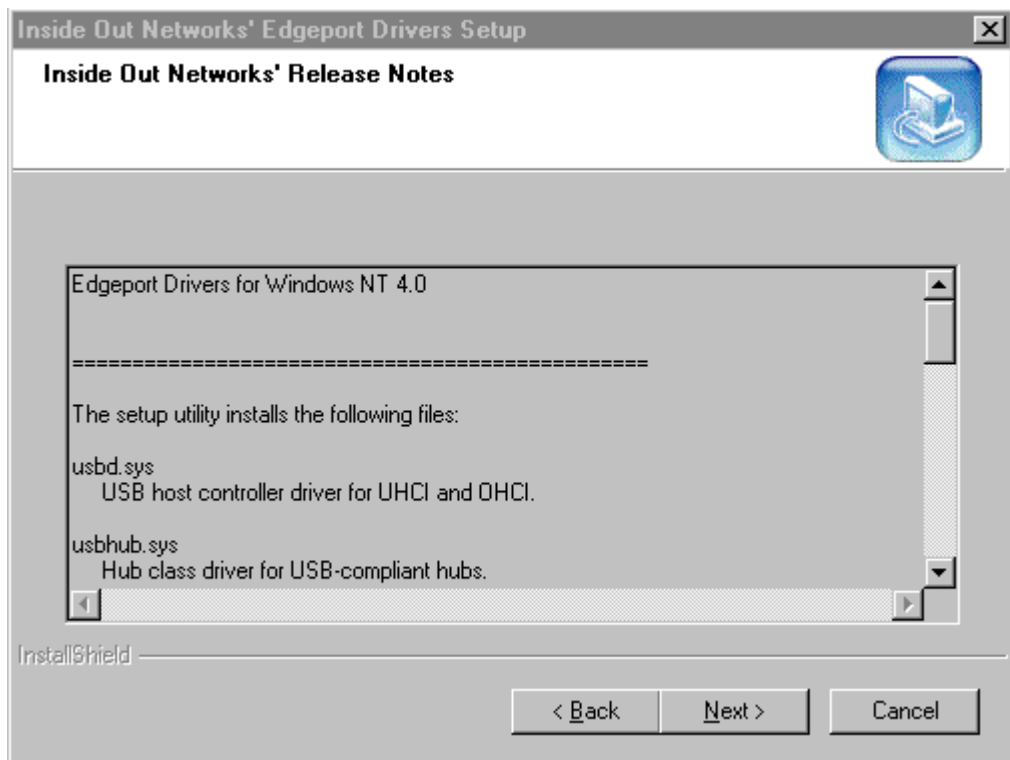 Inside Out Networks' Edgeport Drivers Setup
Inside Out Networks' Release Notes
Edgeport Drivers for Windows NT 4.0
================================================
The setup utility installs the following files:
usbd.sys
USB host controller driver for UHCI and OHCI.
usbhub.sys
Hub class driver for USB-compliant hubs.
InstallShield
< Back
Next >
Cancel